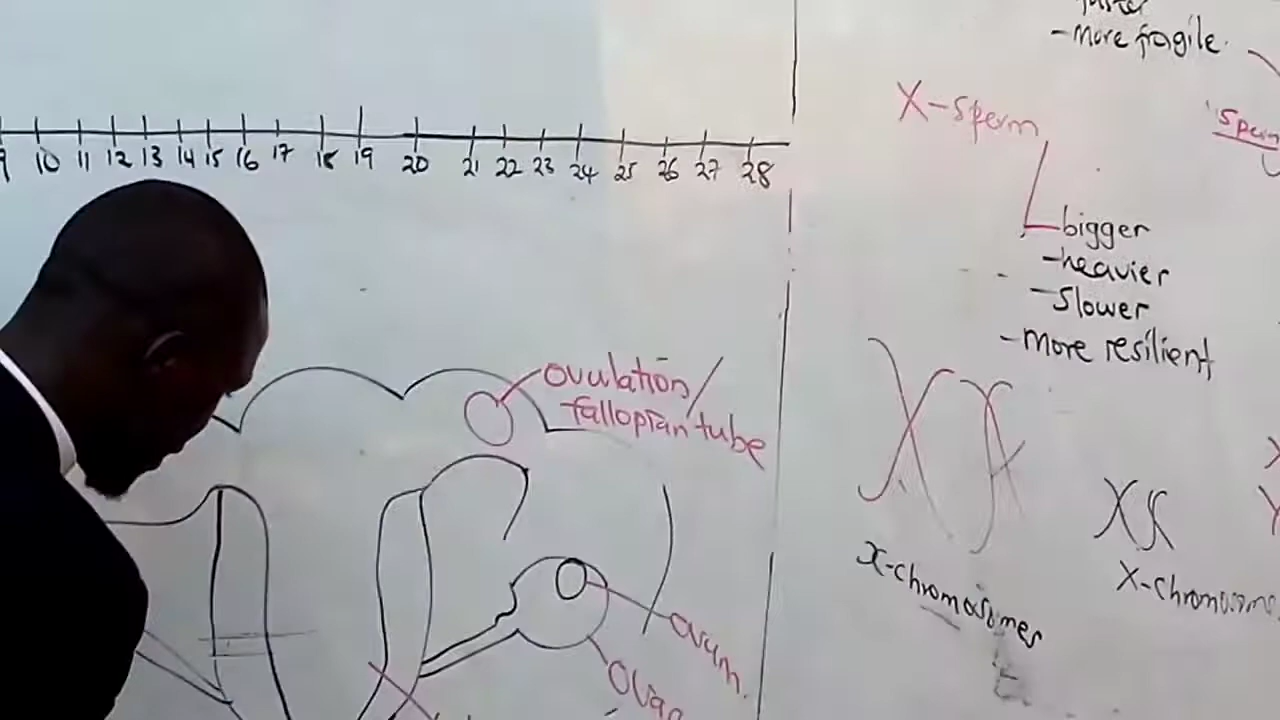 9 10 11 12 13 14 15 16 17 18 19 20 21 22 23 24 25 26 27 28
ovulation/
fallopian tube
ovum.
- more fragile.
X-sperm
bigger
-heavier
-slower
-more resilient
X-chromosomes